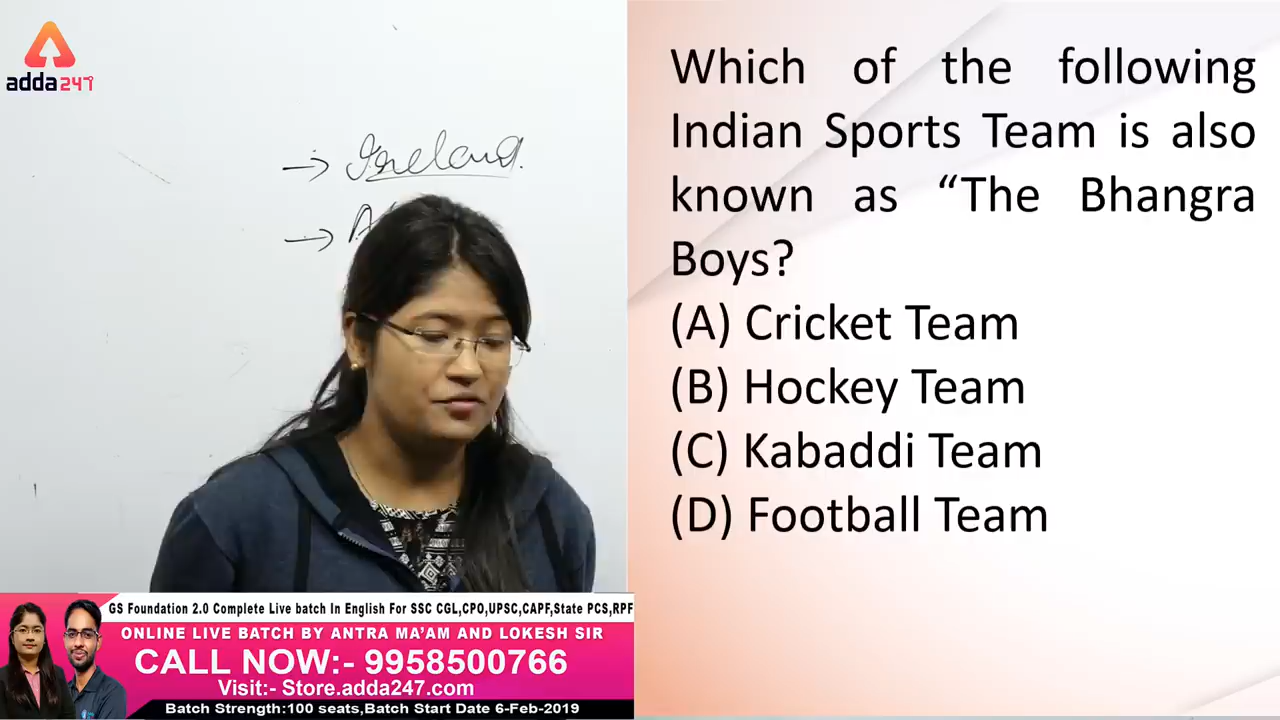 adda247
→ Ireland.
→ A
Which of the following
Indian Sports Team is also
known as “The Bhangra
Boys?
(A) Cricket Team
(B) Hockey Team
(C) Kabaddi Team
(D) Football Team
GS Foundation 2.0 Complete Live batch In English For SSC CGL,CPO,UPSC,CAPF,State PCS,RPF
ONLINE LIVE BATCH BY ANTRA MA’AM AND LOKESH SIR
CALL NOW:- 9958500766
Visit:- Store.adda247.com
Batch Strength:100 seats,Batch Start Date 6-Feb-2019